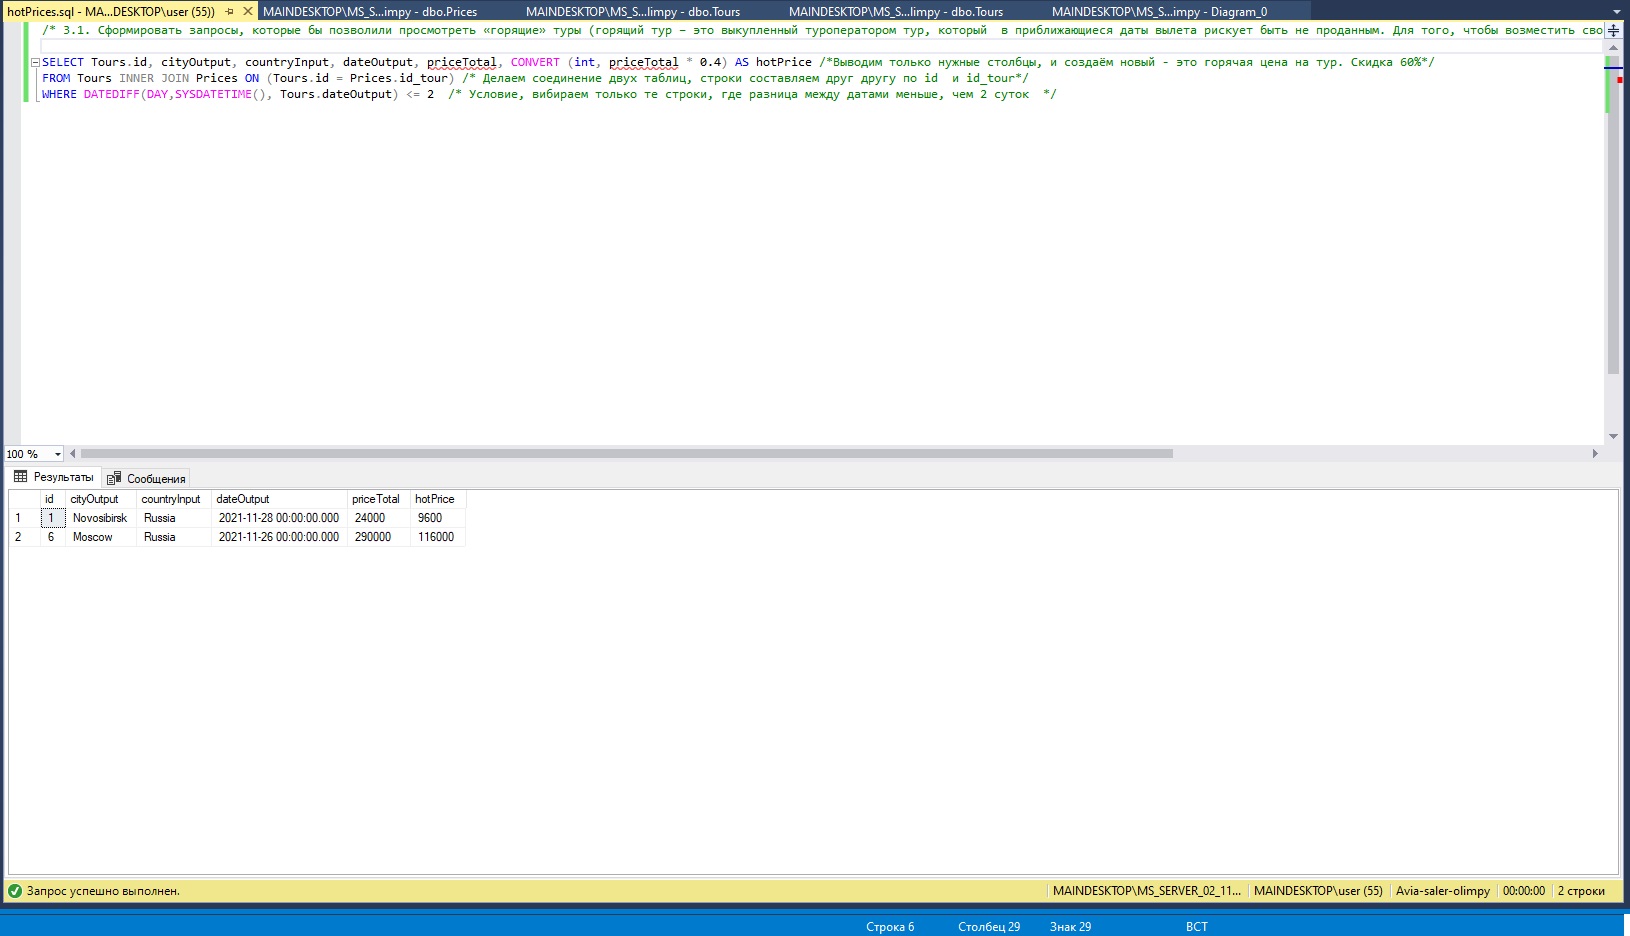 hotPrices.sql - MA...DESKTOP\user (55)) MAINDESKTOP\MS_S...impy - dbo.Prices MAINDESKTOP\MS_S...limpy - dbo.Tours MAINDESKTOP\MS_S...limpy - dbo.Tours MAINDESKTOP\MS_S...impy - Diagram_0
/* 3.1. Сформировать запросы, которые бы позволили просмотреть «горящие» туры (горящий тур – это выкупленный туроператором тур, который  в приближающиеся даты вылета рискует быть не проданным. Для того, чтобы возместить сво
SELECT Tours.id, cityOutput, countryInput, dateOutput, priceTotal, CONVERT (int, priceTotal * 0.4) AS hotPrice /*Выводим только нужные столбцы, и создаём новый - это горячая цена на тур. Скидка 60%*/
FROM Tours INNER JOIN Prices ON (Tours.id = Prices.id_tour) /* Делаем соединение двух таблиц, строки составляем друг другу по id  и id_tour*/
WHERE DATEDIFF(DAY,SYSDATETIME(), Tours.dateOutput) <= 2  /* Условие, вибираем только те строки, где разница между датами меньше, чем 2 суток  */
100 %
Результаты Сообщения
id cityOutput countryInput dateOutput priceTotal hotPrice
1 1 Novosibirsk Russia 2021-11-28 00:00:00.000 24000 9600
2 6 Moscow Russia 2021-11-26 00:00:00.000 290000 116000
Запрос успешно выполнен. MAINDESKTOP\MS_SERVER_02_11... MAINDESKTOP\user (55) Avia-saler-olimpy 00:00:00 2 строки
Строка 6 Столбец 29 Знак 29 ВСТ